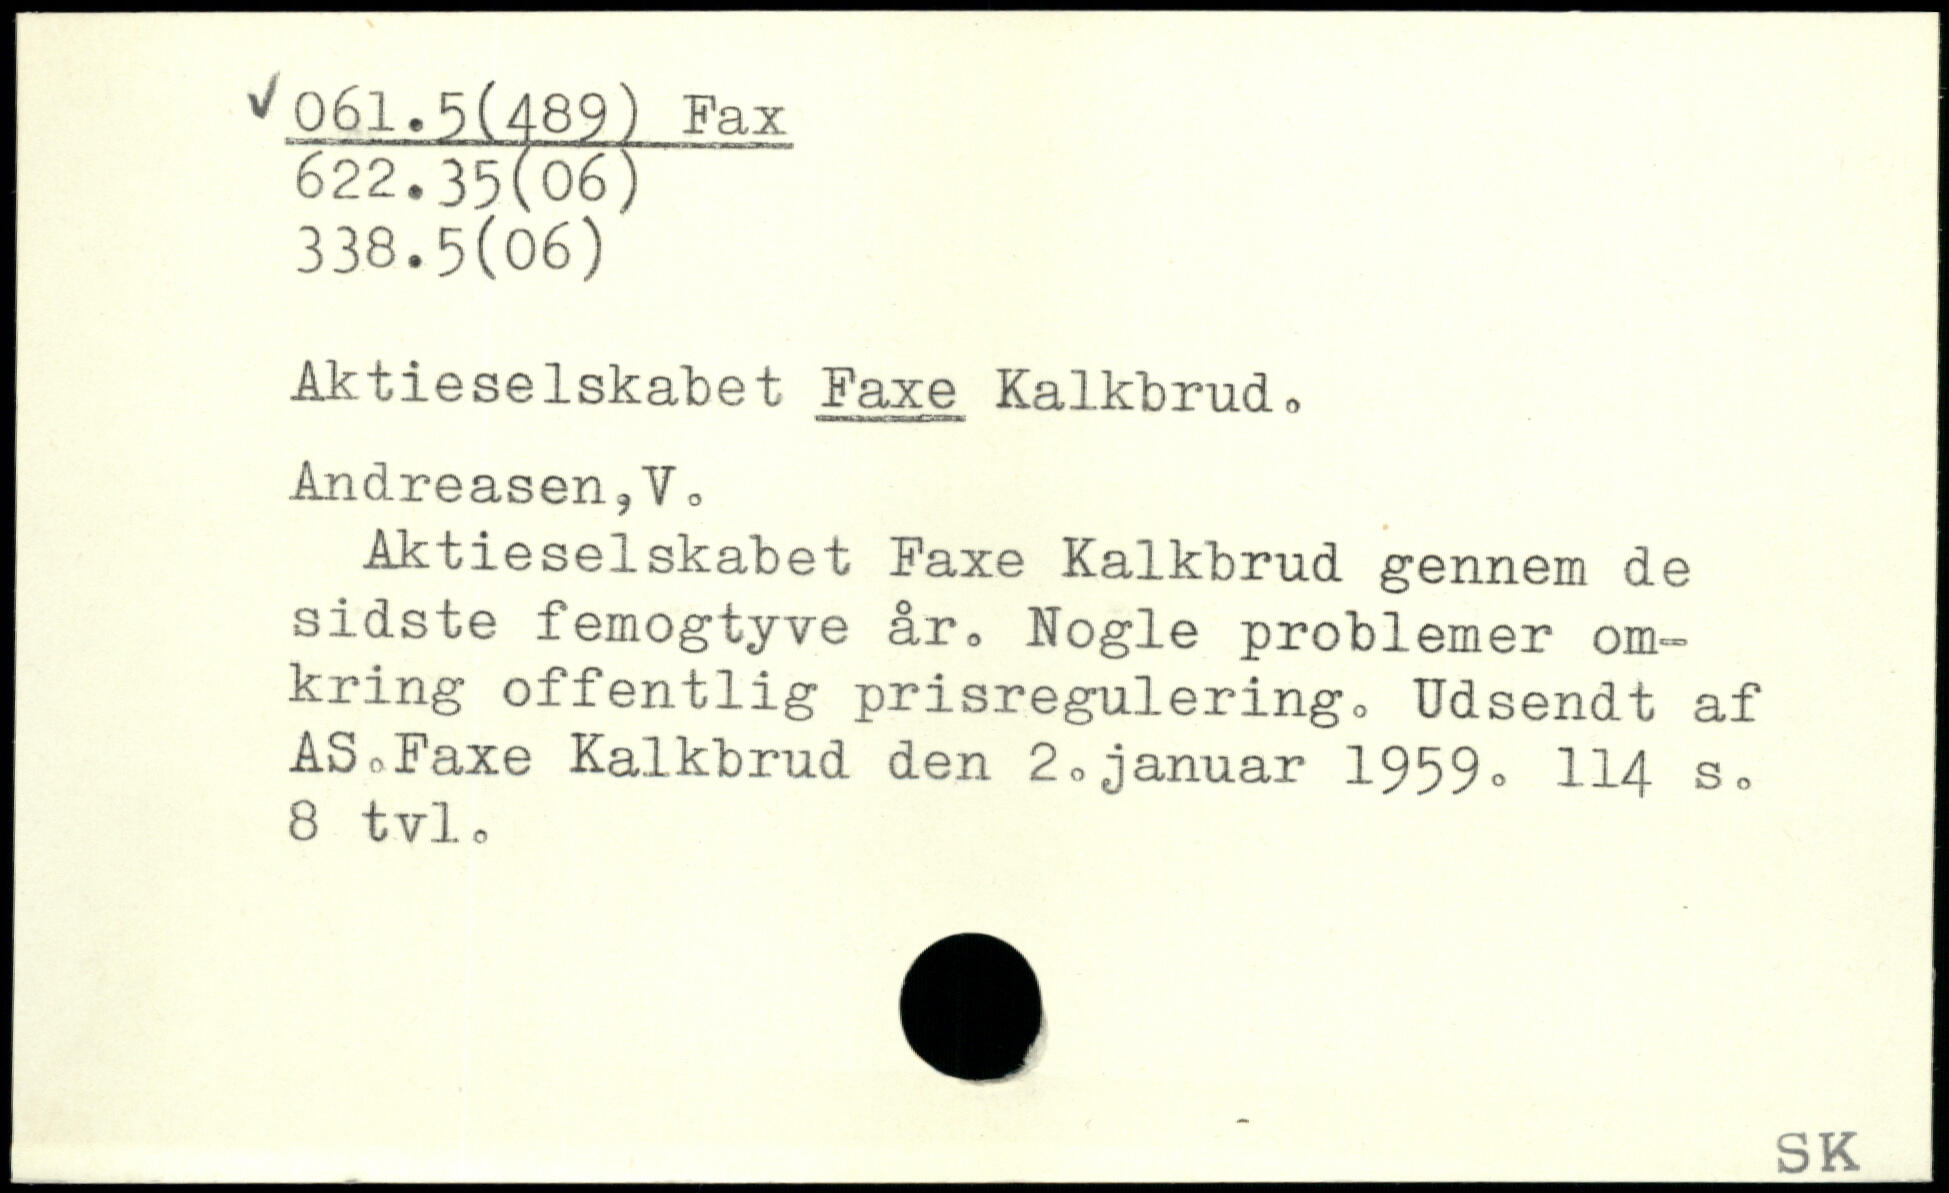 ✓ 061.5(489) Fax
622.35(06)
338.5(06)
Aktieselskabet Faxe Kalkbrud.
Andreasen,V.
Aktieselskabet Faxe Kalkbrud gennem de
sidste femogtyve år. Nogle problemer om-
kring offentlig prisregulering. Udsendt af
AS.Faxe Kalkbrud den 2.januar 1959. 114 s.
8 tvl.
SK